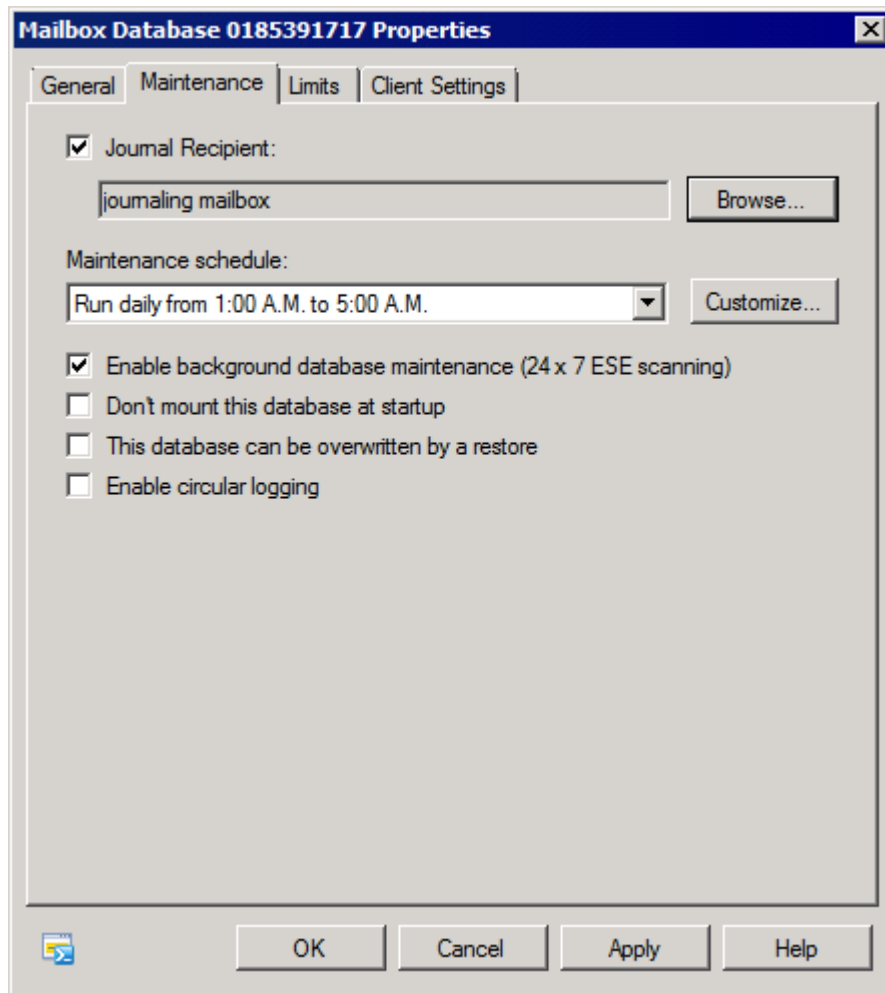 Mailbox Database 0185391717 Properties
General Maintenance Limits Client Settings
Journal Recipient:
journaling mailbox Browse...
Maintenance schedule:
Run daily from 1:00 A.M. to 5:00 A.M. Customize...
Enable background database maintenance (24 x 7 ESE scanning)
Don't mount this database at startup
This database can be overwritten by a restore
Enable circular logging
OK Cancel Apply Help